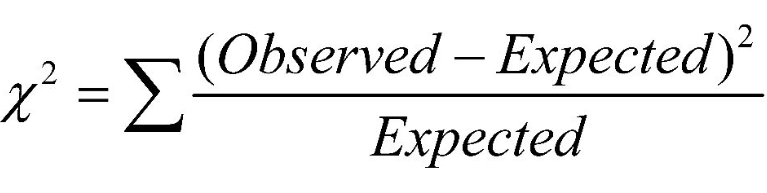 χ² = ∑ (Observed – Expected)² / Expected